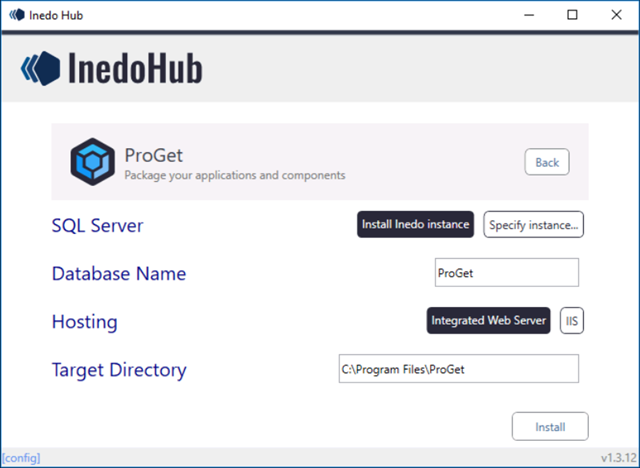 Inedo Hub
InedoHub
ProGet
Package your applications and components
Back
SQL Server
Install Inedo instance
Specify instance...
Database Name
ProGet
Hosting
Integrated Web Server
IIS
Target Directory
C:\Program Files\ProGet
Install
[config]
v1.3.12